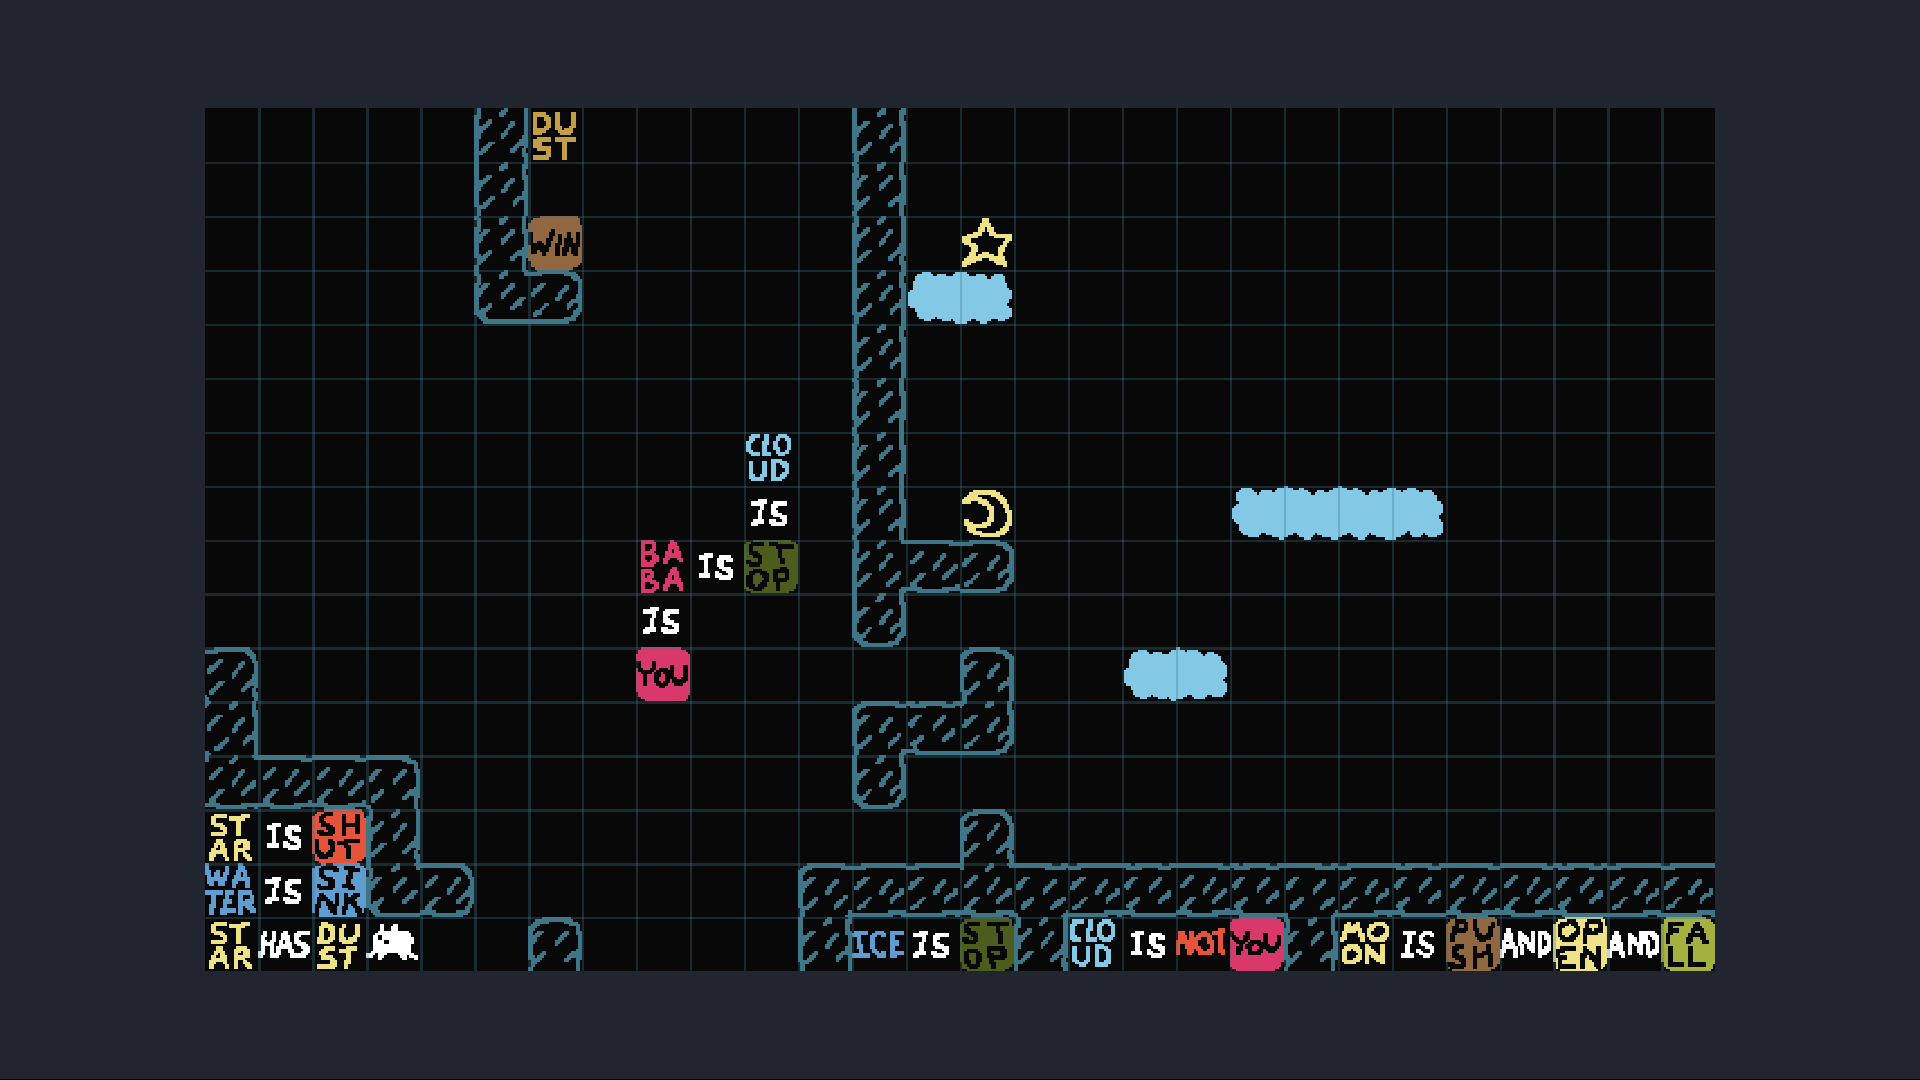 DUST
WIN
CLOUD
IS
BABA IS STOP
IS
YOU
STAR IS SHUT
WATER IS SINK
STAR HAS DUST
ICE IS STOP
CLOUD IS NOT YOU
MOON IS PUSH AND OPEN AND FALL